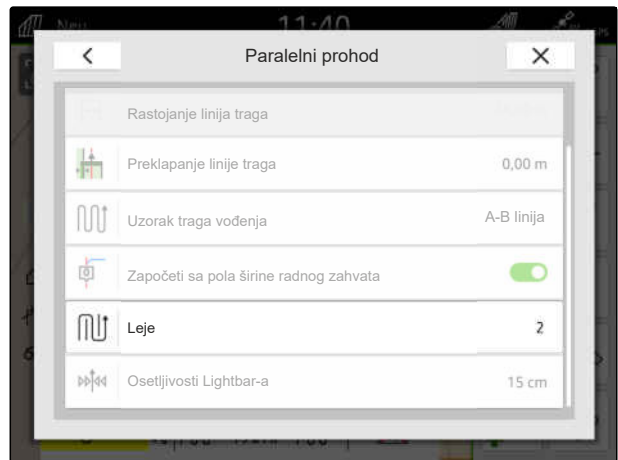 Neu 11:40
Paralelni prohod
Rastojanje linija traga
Preklapanje linije traga 0,00 m
Uzorak traga vođenja A-B linija
Započeti sa pola širine radnog zahvata
Leje 2
Osetljivosti Lightbar-a 15 cm